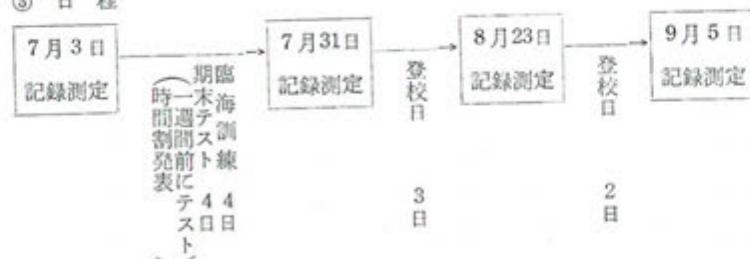 ③ 日程
7月3日
記録測定
臨海訓練 4日
期末テスト 4日
(一週間前にテスト
時間割発表
7月31日
記録測定
登校日 3日
8月23日
記録測定
登校日 2日
9月5日
記録測定